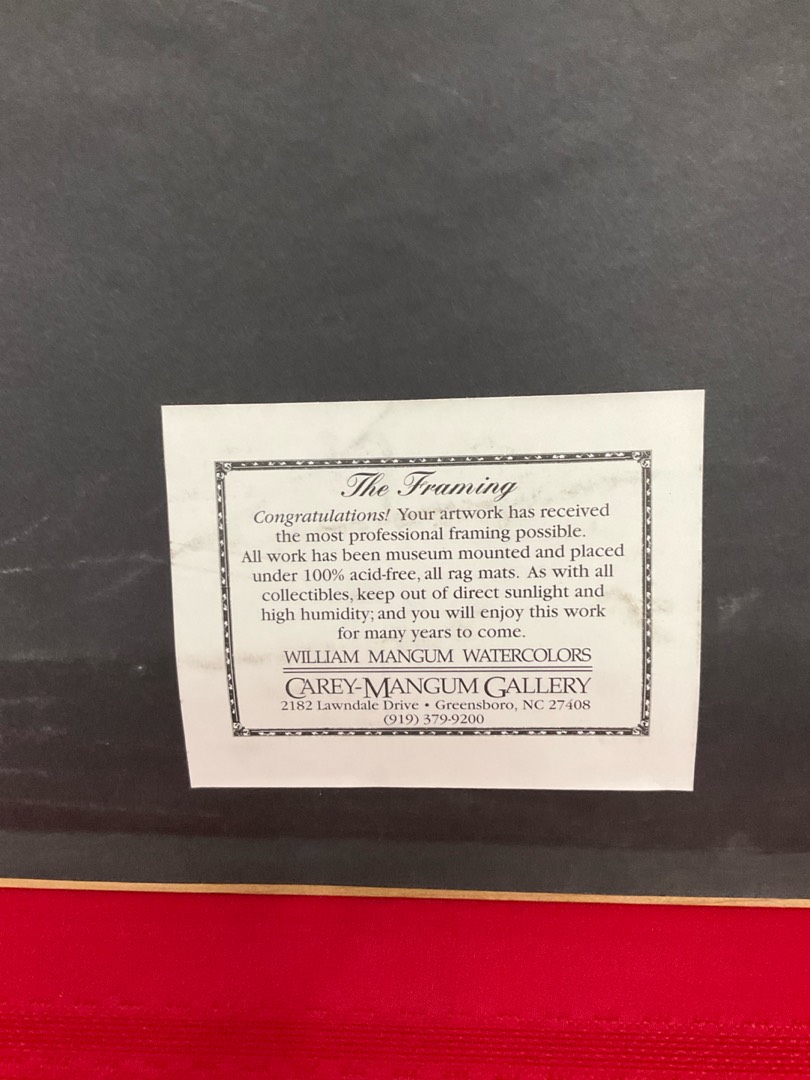 The Framing
Congratulations! Your artwork has received
the most professional framing possible.
All work has been museum mounted and placed
under 100% acid-free, all rag mats. As with all
collectibles, keep out of direct sunlight and
high humidity; and you will enjoy this work
for many years to come.
WILLIAM MANGUM WATERCOLORS
CAREY-MANGUM GALLERY
2182 Lawndale Drive • Greensboro, NC 27408
(919) 379-9200